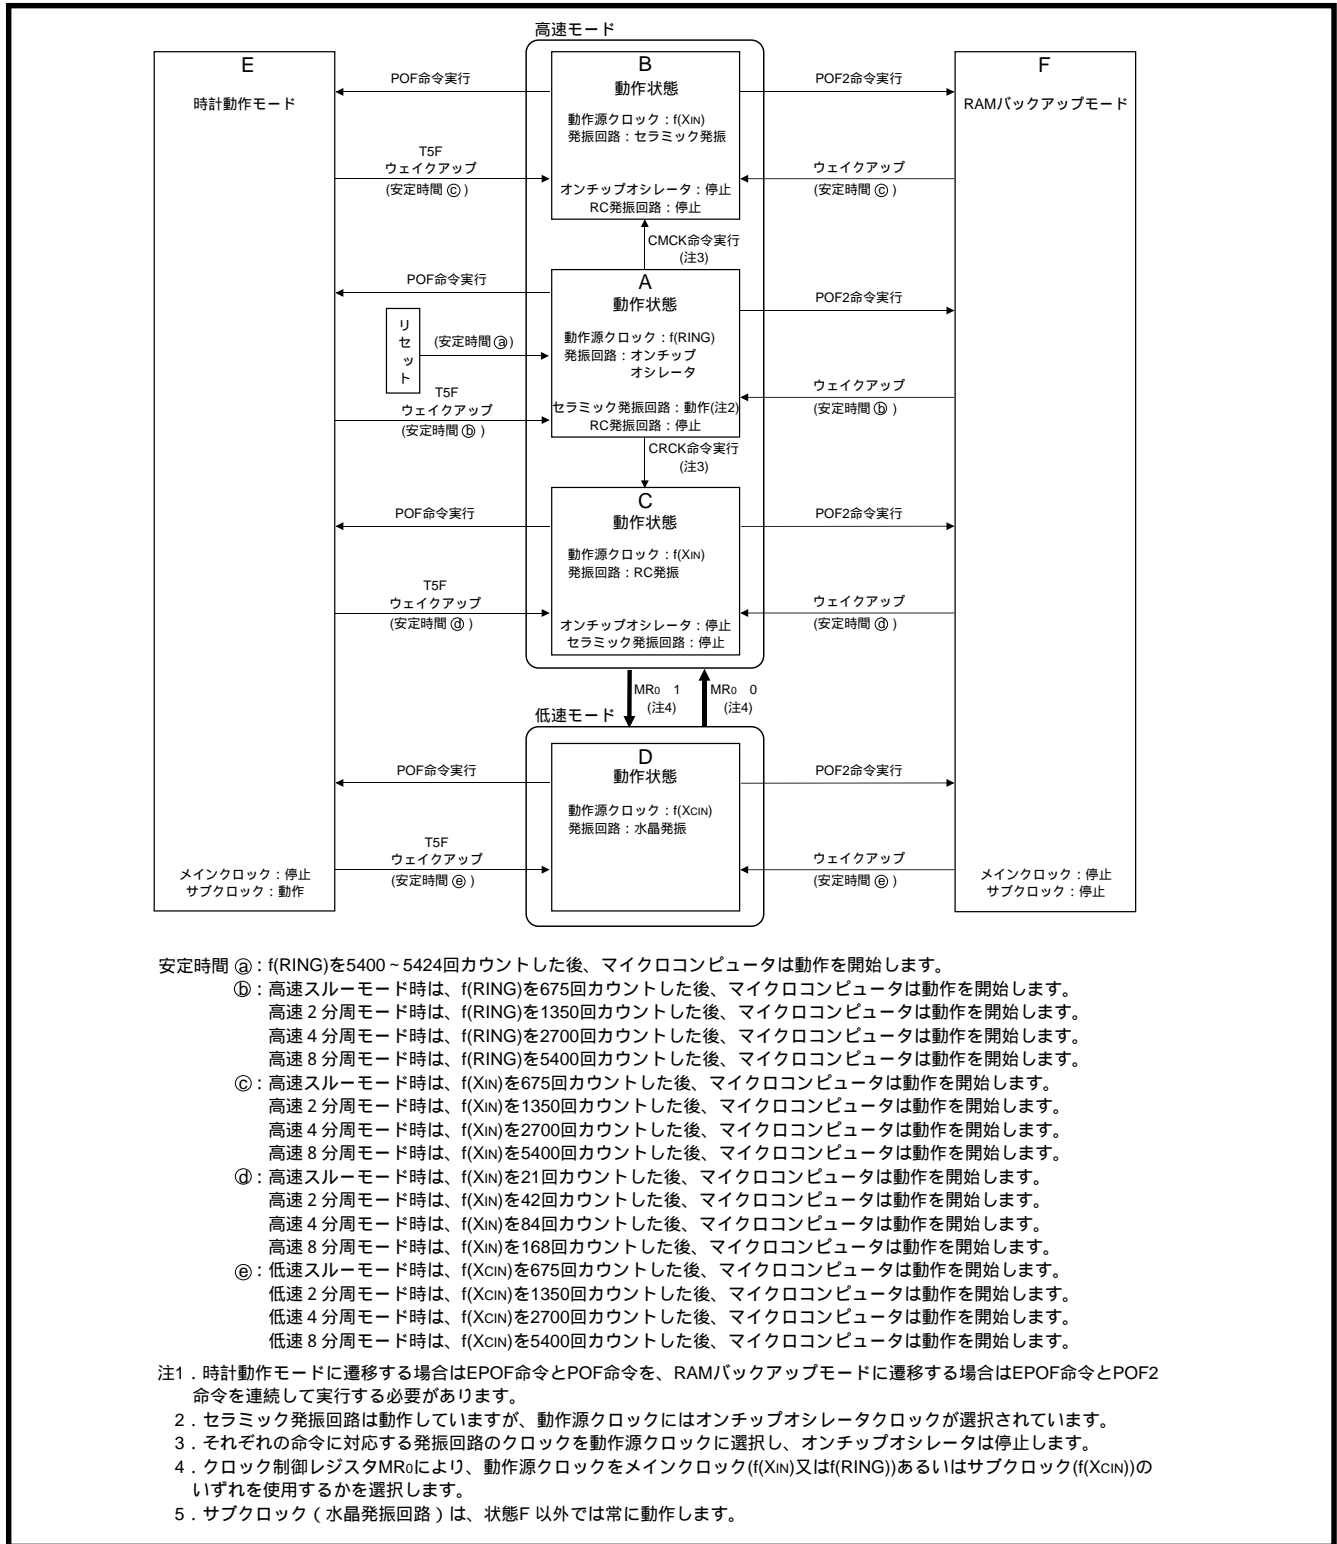 高速モード
E
時計動作モード
POF命令実行
T5F
ウェイクアップ
(安定時間 ⓒ )
B
動作状態
動作源クロック：f(XIN)
発振回路：セラミック発振
オンチップオシレータ：停止
RC発振回路：停止
POF2命令実行
ウェイクアップ
(安定時間 ⓒ )
F
RAMバックアップモード
CMCK命令実行
(注3)
POF命令実行
リセット
(安定時間 ⓐ)
T5F
ウェイクアップ
(安定時間 ⓑ )
A
動作状態
動作源クロック：f(RING)
発振回路：オンチップ
オシレータ
セラミック発振回路：動作(注2)
RC発振回路：停止
POF2命令実行
ウェイクアップ
(安定時間 ⓑ )
CRCK命令実行
(注3)
POF命令実行
T5F
ウェイクアップ
(安定時間 ⓓ )
C
動作状態
動作源クロック：f(XIN)
発振回路：RC発振
オンチップオシレータ：停止
セラミック発振回路：停止
POF2命令実行
ウェイクアップ
(安定時間 ⓓ )
MR0 1
(注4)
MR0 0
(注4)
低速モード
POF命令実行
T5F
ウェイクアップ
(安定時間 ⓔ )
D
動作状態
動作源クロック：f(XCIN)
発振回路：水晶発振
POF2命令実行
ウェイクアップ
(安定時間 ⓔ )
メインクロック：停止
サブクロック：動作
メインクロック：停止
サブクロック：停止
安定時間 ⓐ：f(RING)を5400～5424回カウントした後、マイクロコンピュータは動作を開始します。
ⓑ：高速スルーモード時は、f(RING)を675回カウントした後、マイクロコンピュータは動作を開始します。
高速２分周モード時は、f(RING)を1350回カウントした後、マイクロコンピュータは動作を開始します。
高速４分周モード時は、f(RING)を2700回カウントした後、マイクロコンピュータは動作を開始します。
高速８分周モード時は、f(RING)を5400回カウントした後、マイクロコンピュータは動作を開始します。
ⓒ：高速スルーモード時は、f(XIN)を675回カウントした後、マイクロコンピュータは動作を開始します。
高速２分周モード時は、f(XIN)を1350回カウントした後、マイクロコンピュータは動作を開始します。
高速４分周モード時は、f(XIN)を2700回カウントした後、マイクロコンピュータは動作を開始します。
高速８分周モード時は、f(XIN)を5400回カウントした後、マイクロコンピュータは動作を開始します。
ⓓ：高速スルーモード時は、f(XIN)を21回カウントした後、マイクロコンピュータは動作を開始します。
高速２分周モード時は、f(XIN)を42回カウントした後、マイクロコンピュータは動作を開始します。
高速４分周モード時は、f(XIN)を84回カウントした後、マイクロコンピュータは動作を開始します。
高速８分周モード時は、f(XIN)を168回カウントした後、マイクロコンピュータは動作を開始します。
ⓔ：低速スルーモード時は、f(XCIN)を675回カウントした後、マイクロコンピュータは動作を開始します。
低速２分周モード時は、f(XCIN)を1350回カウントした後、マイクロコンピュータは動作を開始します。
低速４分周モード時は、f(XCIN)を2700回カウントした後、マイクロコンピュータは動作を開始します。
低速８分周モード時は、f(XCIN)を5400回カウントした後、マイクロコンピュータは動作を開始します。
注1．時計動作モードに遷移する場合はEPOF命令とPOF命令を、RAMバックアップモードに遷移する場合はEPOF命令とPOF2
命令を連続して実行する必要があります。
2．セラミック発振回路は動作していますが、動作源クロックにはオンチップオシレータクロックが選択されています。
3．それぞれの命令に対応する発振回路のクロックを動作源クロックに選択し、オンチップオシレータは停止します。
4．クロック制御レジスタMR0により、動作源クロックをメインクロック(f(XIN)又はf(RING))あるいはサブクロック(f(XCIN))の
いずれを使用するかを選択します。
5．サブクロック（水晶発振回路）は、状態F 以外では常に動作します。